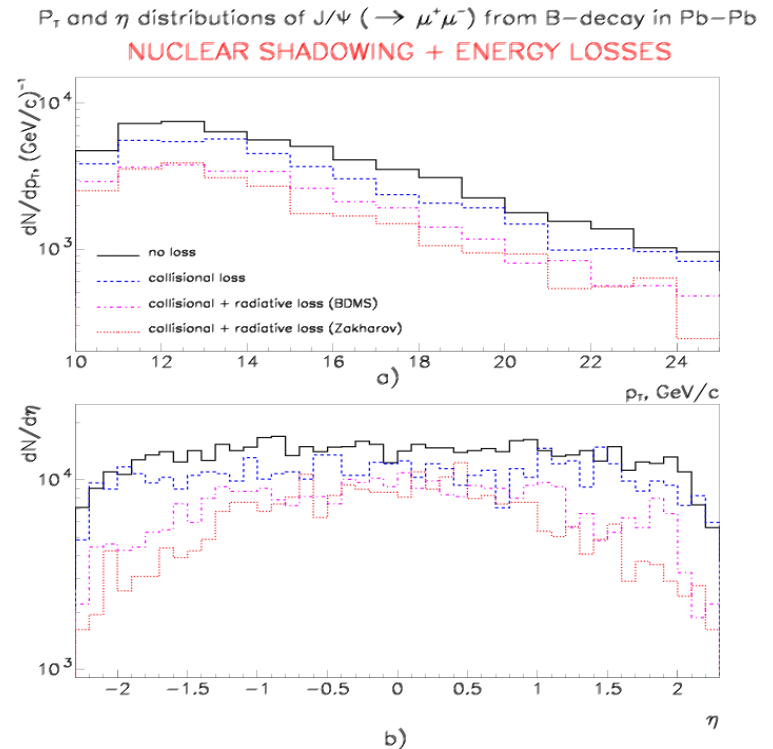 P_T and η distributions of J/Ψ (→ μ⁺μ⁻) from B-decay in Pb-Pb
NUCLEAR SHADOWING + ENERGY LOSSES
dN/dp_T, (GeV/c)⁻¹
10⁴
10³
no loss
collisional loss
collisional + radiative loss (BDMS)
collisional + radiative loss (Zakharov)
10 12 14 16 18 20 22 24
a)
p_T, GeV/c
dN/dη
10⁴
10³
-2 -1.5 -1 -0.5 0 0.5 1 1.5 2
η
b)